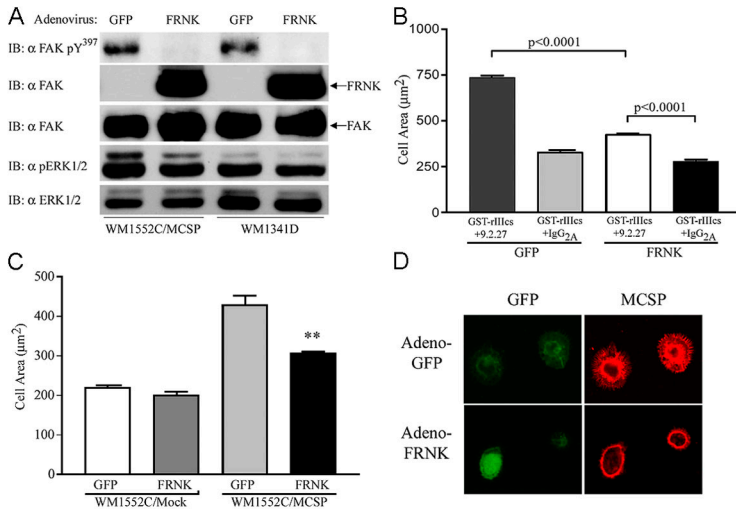 A
Adenovirus: GFP FRNK GFP FRNK
IB: α FAK pY397
IB: α FAK
FRNK
IB: α FAK
FAK
IB: α pERK1/2
IB: α ERK1/2
WM1552C/MCSP WM1341D
B
p<0.0001
p<0.0001
Cell Area (μm2)
750
500
250
0
GST-rIIIcs +9.2.27
GST-rIIIcs +IgG2A
GST-rIIIcs +9.2.27
GST-rIIIcs +IgG2A
GFP FRNK
C
Cell Area (μm2)
500
400
300
200
100
0
**
GFP FRNK GFP FRNK
WM1552C/Mock WM1552C/MCSP
D
GFP MCSP
Adeno-
GFP
Adeno-
FRNK